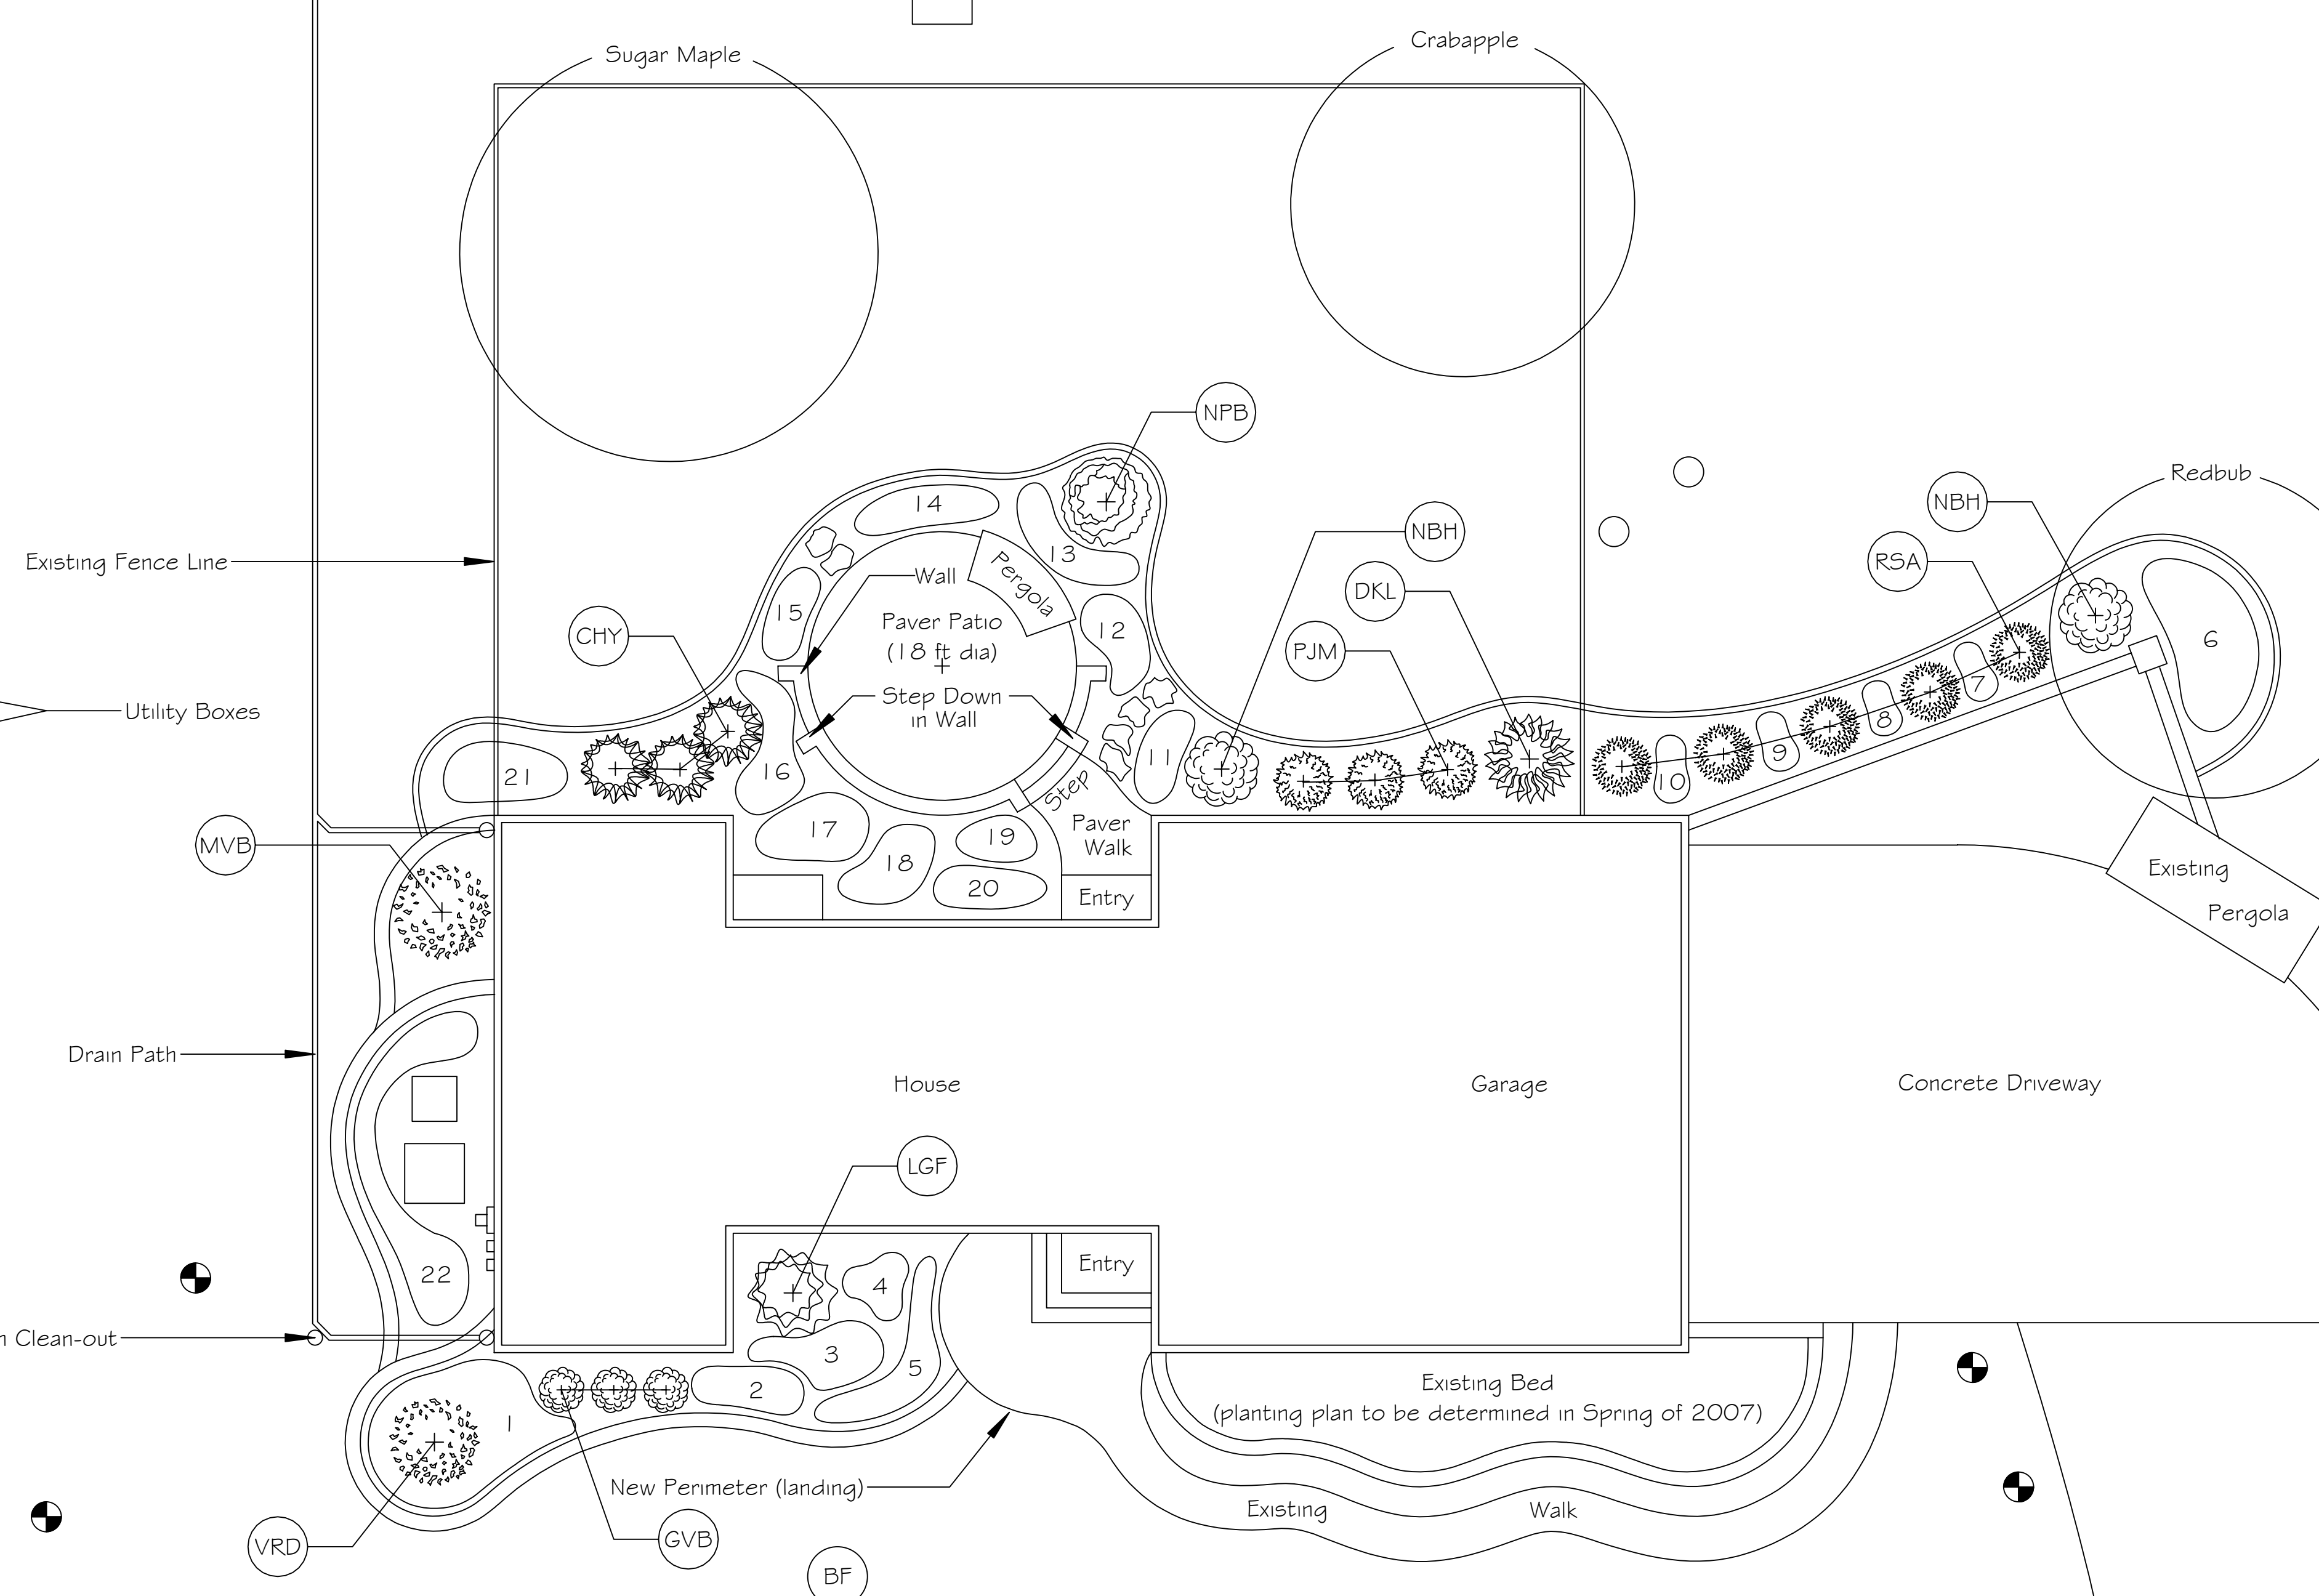 Sugar Maple
Crabapple
NPB
Redbub
NBH
14
NBH
RSA
13
Existing Fence Line
Wall
Pergola
DKL
15
Paver Patio
(18 ft dia)
12
CHY
6
PJM
7
Step Down
in Wall
Utility Boxes
8
9
11
16
21
10
Step
17
19
Paver
Walk
MVB
18
20
Entry
Existing
Pergola
Drain Path
House
Garage
Concrete Driveway
LGF
22
Entry
4
n Clean-out
3
5
2
Existing Bed
(planting plan to be determined in Spring of 2007)
1
New Perimeter (landing)
Existing
Walk
VRD
GVB
BF